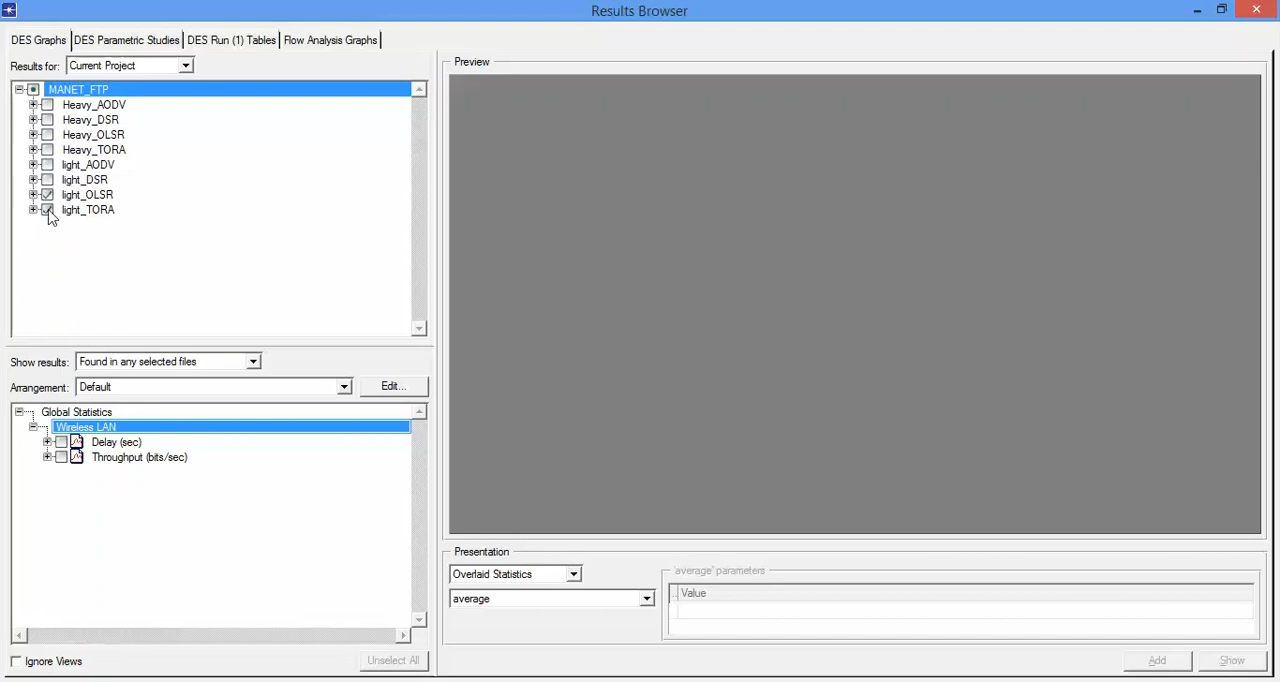 Results Browser
DES Graphs DES Parametric Studies DES Run (1) Tables Flow Analysis Graphs
Results for: Current Project
MANET_FTP
Heavy_AODV
Heavy_DSR
Heavy_OLSR
Heavy_TORA
light_AODV
light_DSR
light_OLSR
light_TORA
Show results: Found in any selected files
Arrangement: Default Edit...
Global Statistics
Wireless LAN
Delay (sec)
Throughput (bits/sec)
Ignore Views Unselect All
Preview
Presentation
Overlaid Statistics
average
'average' parameters
.. Value
Add Show